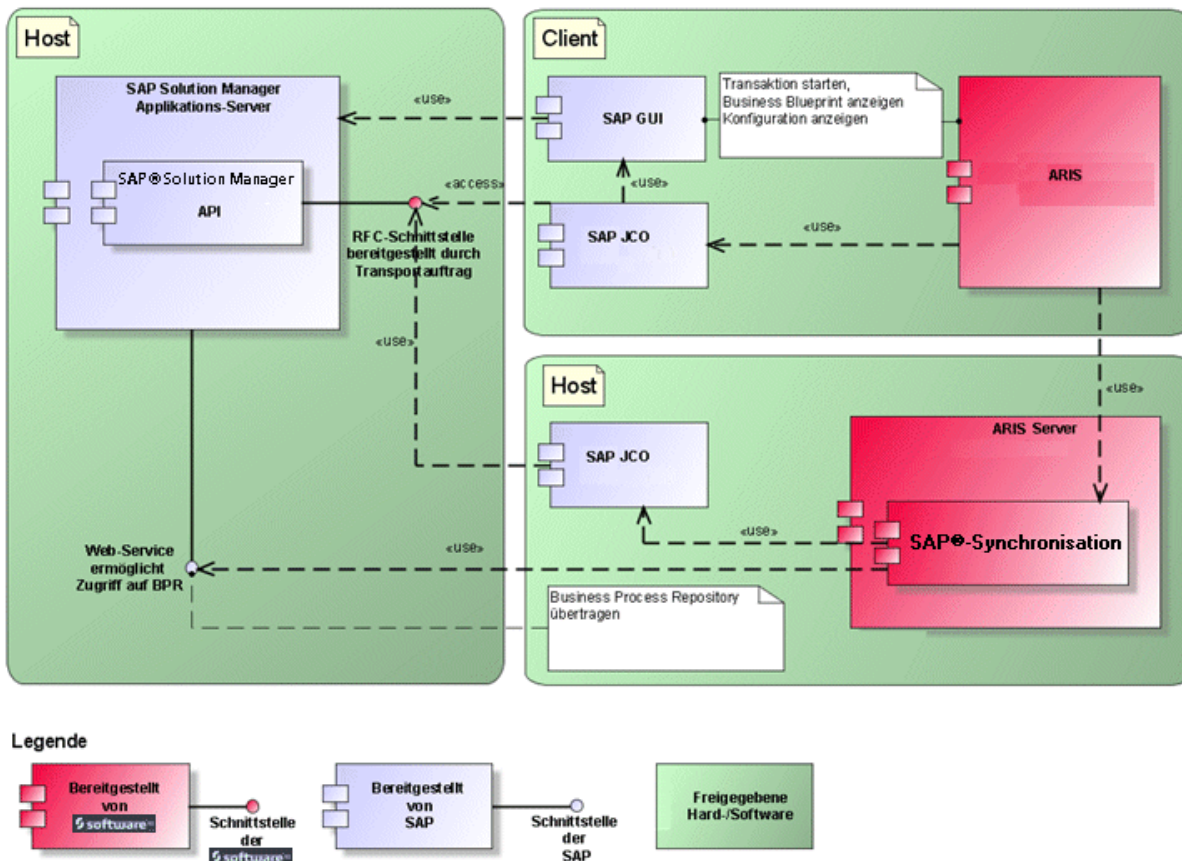 Host
SAP Solution Manager
Applikations-Server
SAP®Solution Manager
API
RFC-Schnittstelle
bereitgestellt durch
Transportauftrag
Web-Service
ermöglicht
Zugriff auf BPR
«use»
«access»
«use»
Client
SAP GUI
Transaktion starten,
Business Blueprint anzeigen
Konfiguration anzeigen
ARIS
«use»
SAP JCO
«use»
«use»
Host
SAP JCO
ARIS Server
SAP®-Synchronisation
«use»
«use»
Business Process Repository
übertragen
Legende
Bereitgestellt
von
software
Schnittstelle
der
software
Bereitgestellt
von
SAP
Schnittstelle
der
SAP
Freigegebene
Hard-/Software